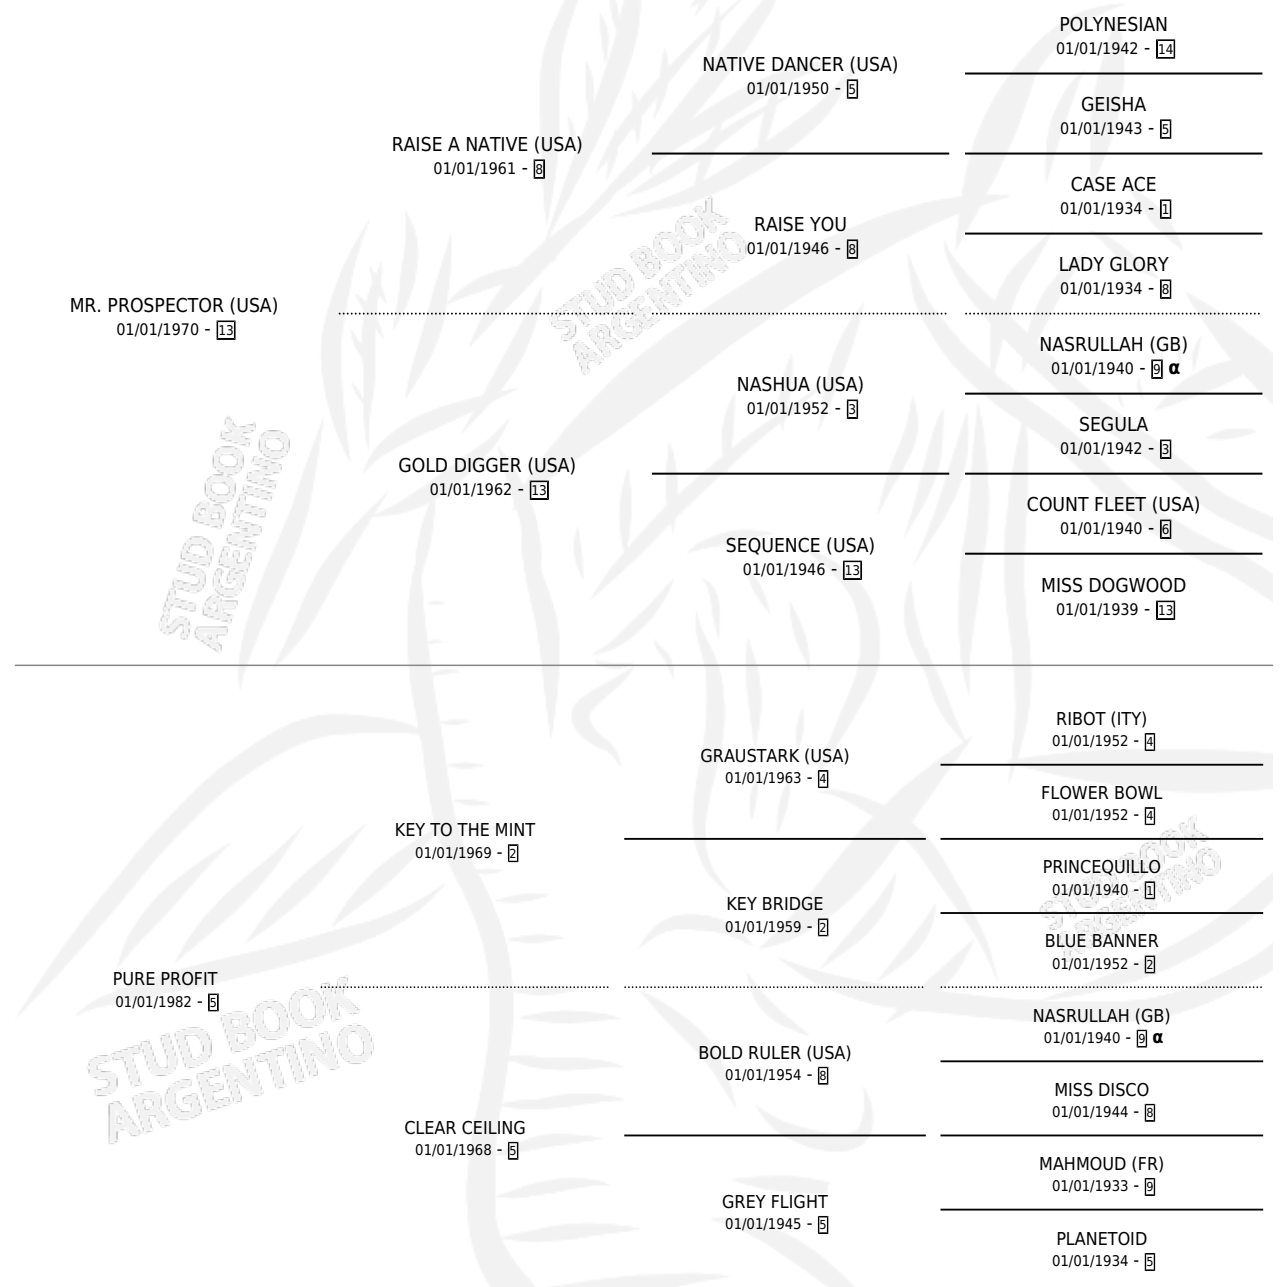 POLYNESIAN
01/01/1942 - 14
NATIVE DANCER (USA)
01/01/1950 - 5
GEISHA
01/01/1943 - 5
RAISE A NATIVE (USA)
01/01/1961 - 8
CASE ACE
01/01/1934 - 1
RAISE YOU
01/01/1946 - 8
LADY GLORY
01/01/1934 - 8
MR. PROSPECTOR (USA)
01/01/1970 - 13
STUD BOOK
ARGENTINO
NASRULLAH (GB)
01/01/1940 - 9 α
NASHUA (USA)
01/01/1952 - 3
SEGULA
01/01/1942 - 3
GOLD DIGGER (USA)
01/01/1962 - 13
COUNT FLEET (USA)
01/01/1940 - 6
SEQUENCE (USA)
01/01/1946 - 13
MISS DOGWOOD
01/01/1939 - 13
STUD BOOK
ARGENTINO
RIBOT (ITY)
01/01/1952 - 4
GRAUSTARK (USA)
01/01/1963 - 4
FLOWER BOWL
01/01/1952 - 4
KEY TO THE MINT
01/01/1969 - 2
PRINCEQUILLO
01/01/1940 - 1
STUD BOOK
ARGENTINO
KEY BRIDGE
01/01/1959 - 2
BLUE BANNER
01/01/1952 - 2
PURE PROFIT
01/01/1982 - 5
STUD BOOK
ARGENTINO
NASRULLAH (GB)
01/01/1940 - 9 α
BOLD RULER (USA)
01/01/1954 - 8
MISS DISCO
01/01/1944 - 8
CLEAR CEILING
01/01/1968 - 5
MAHMOUD (FR)
01/01/1933 - 9
GREY FLIGHT
01/01/1945 - 5
PLANETOID
01/01/1934 - 5